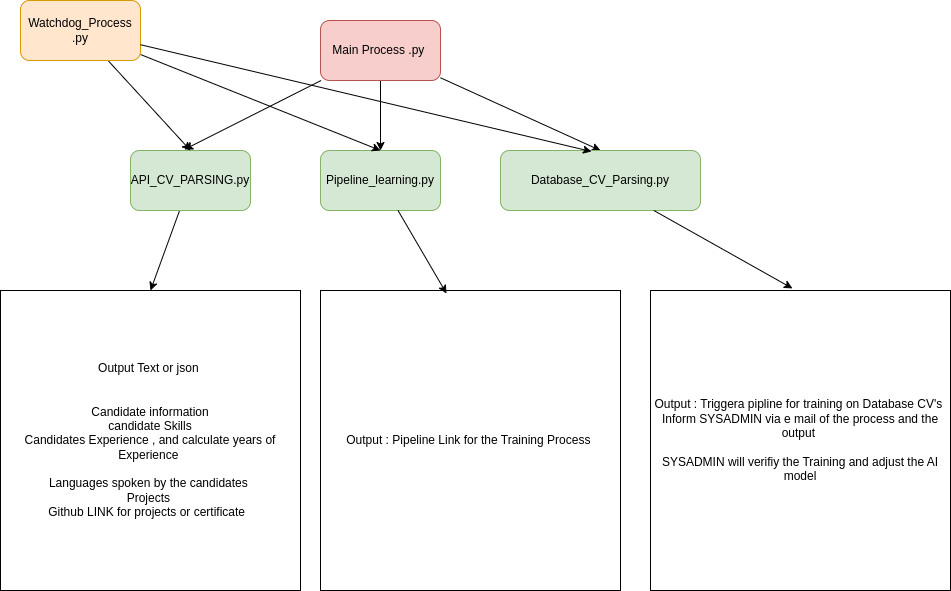 Watchdog_Process
.py
Main Process .py
API_CV_PARSING.py
Pipeline_learning.py
Database_CV_Parsing.py
Output Text or json
Candidate information
candidate Skills
Candidates Experience , and calculate years of
Experience
Languages spoken by the candidates
Projects
Github LINK for projects or certificate
Output : Pipeline Link for the Training Process
Output : Triggera pipline for training on Database CV's
Inform SYSADMIN via e mail of the process and the
output
SYSADMIN will verifiy the Training and adjust the AI
model